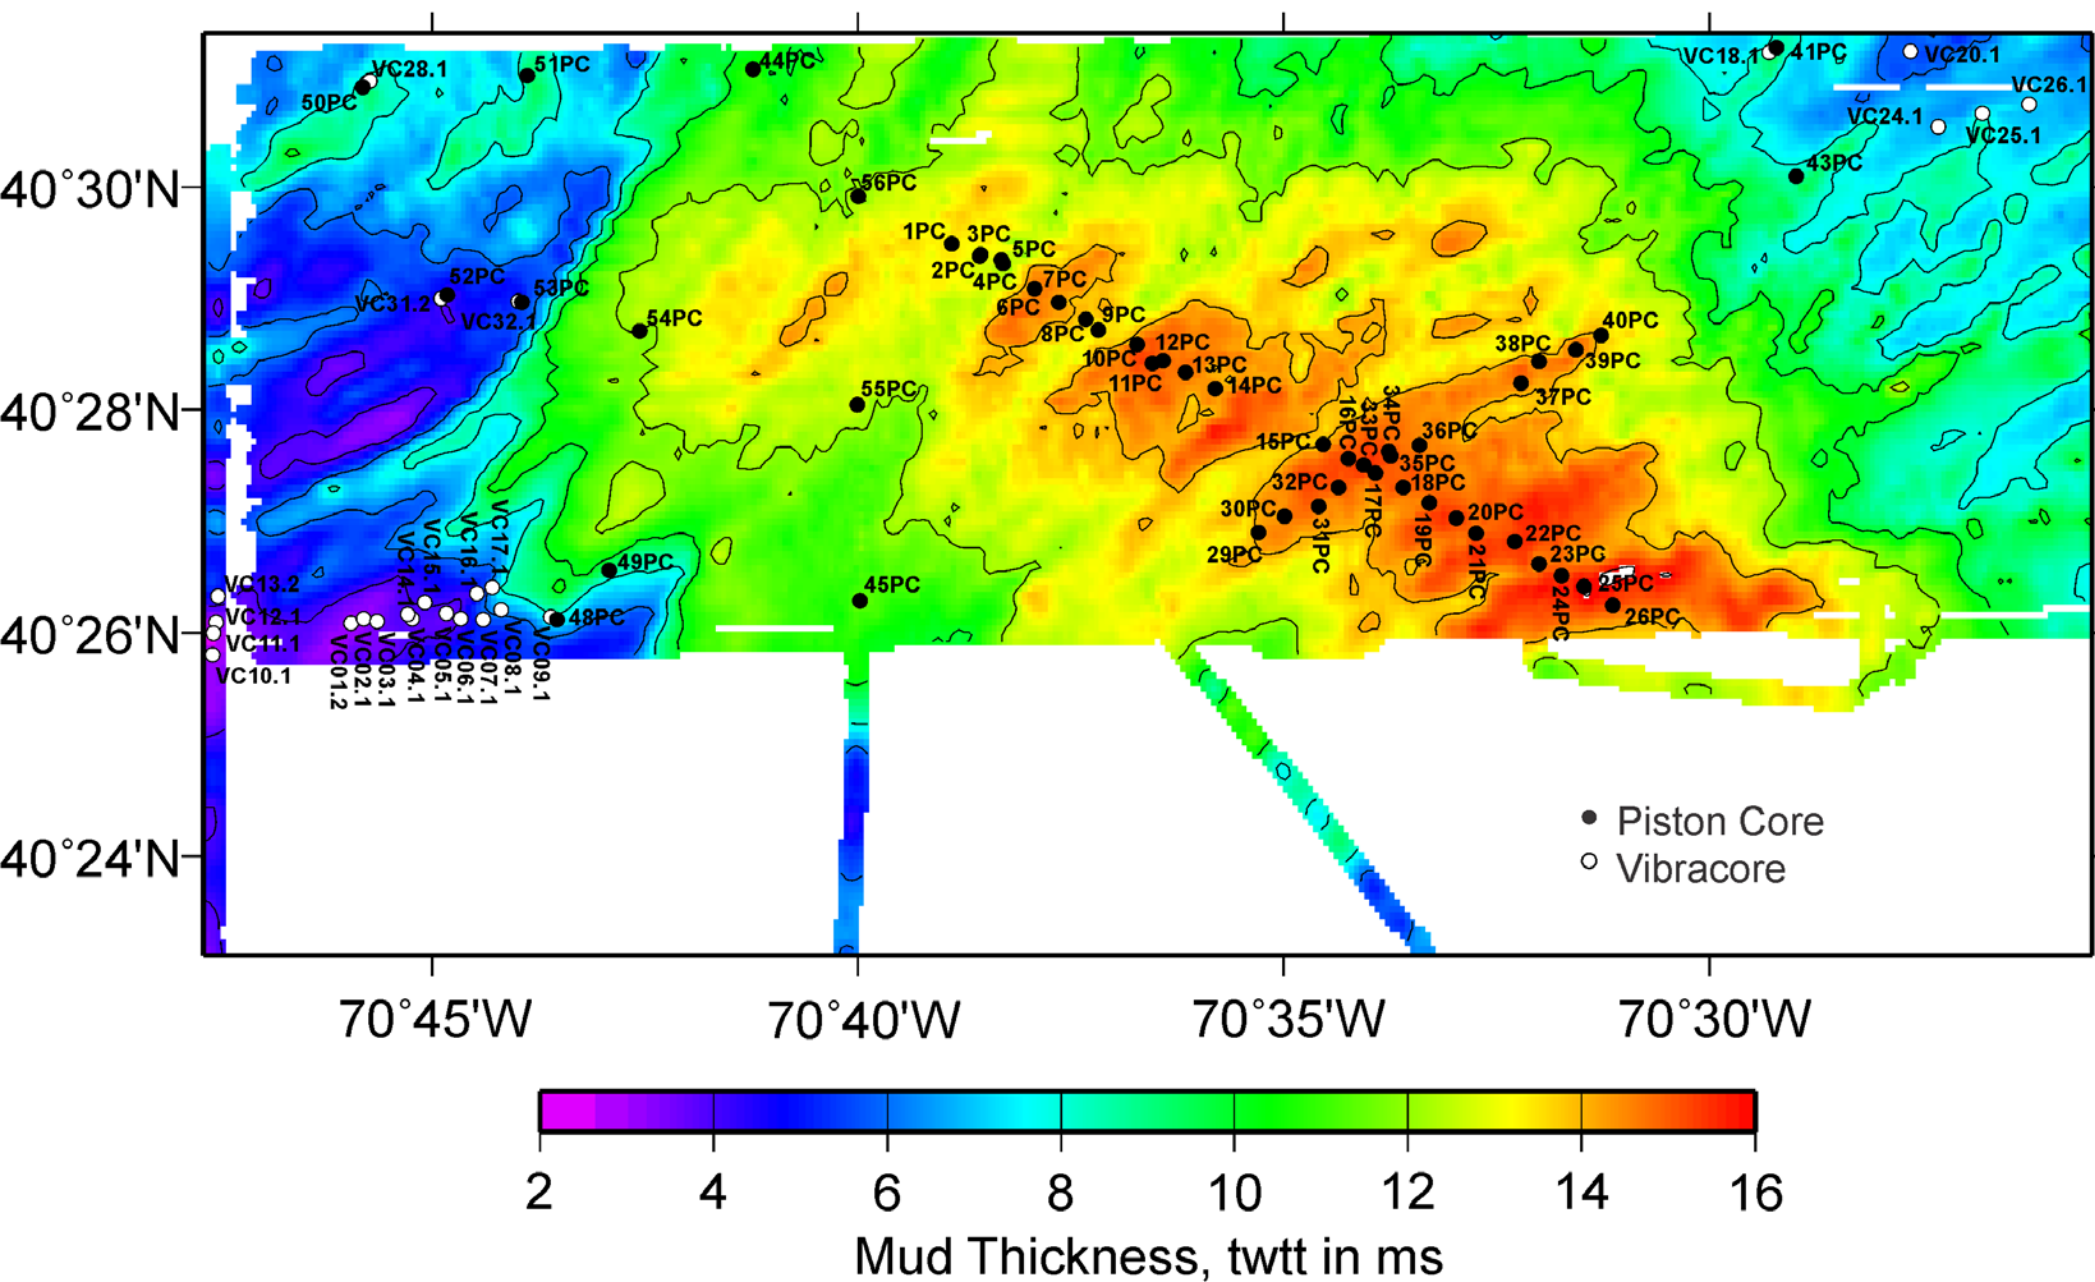 VC28.1
51PC
44PC
VC18.1
41PC
VC20.1
50PC
VC26.1
VC24.1
VC25.1
43PC
40°30'N
56PC
1PC
3PC
5PC
2PC
4PC
7PC
52PC
53PC
VC31.2
VC32.1
54PC
6PC
8PC
9PC
40PC
12PC
38PC
10PC
13PC
39PC
11PC
14PC
55PC
37PC
40°28'N
16PC
33PC
34PC
15PC
36PC
35PC
32PC
18PC
30PC
17PC
20PC
29PC
31PC
19PC
21PC
22PC
23PC
VC14.1
VC15.1
VC16.1
VC17.1
49PC
45PC
25PC
24PC
26PC
VC13.2
VC12.1
48PC
40°26'N
VC11.1
VC10.1
VC01.2
VC02.1
VC03.1
VC04.1
VC05.1
VC06.1
VC07.1
VC08.1
VC09.1
Piston Core
Vibracore
40°24'N
70°45'W
70°40'W
70°35'W
70°30'W
2 4 6 8 10 12 14 16
Mud Thickness, twtt in ms